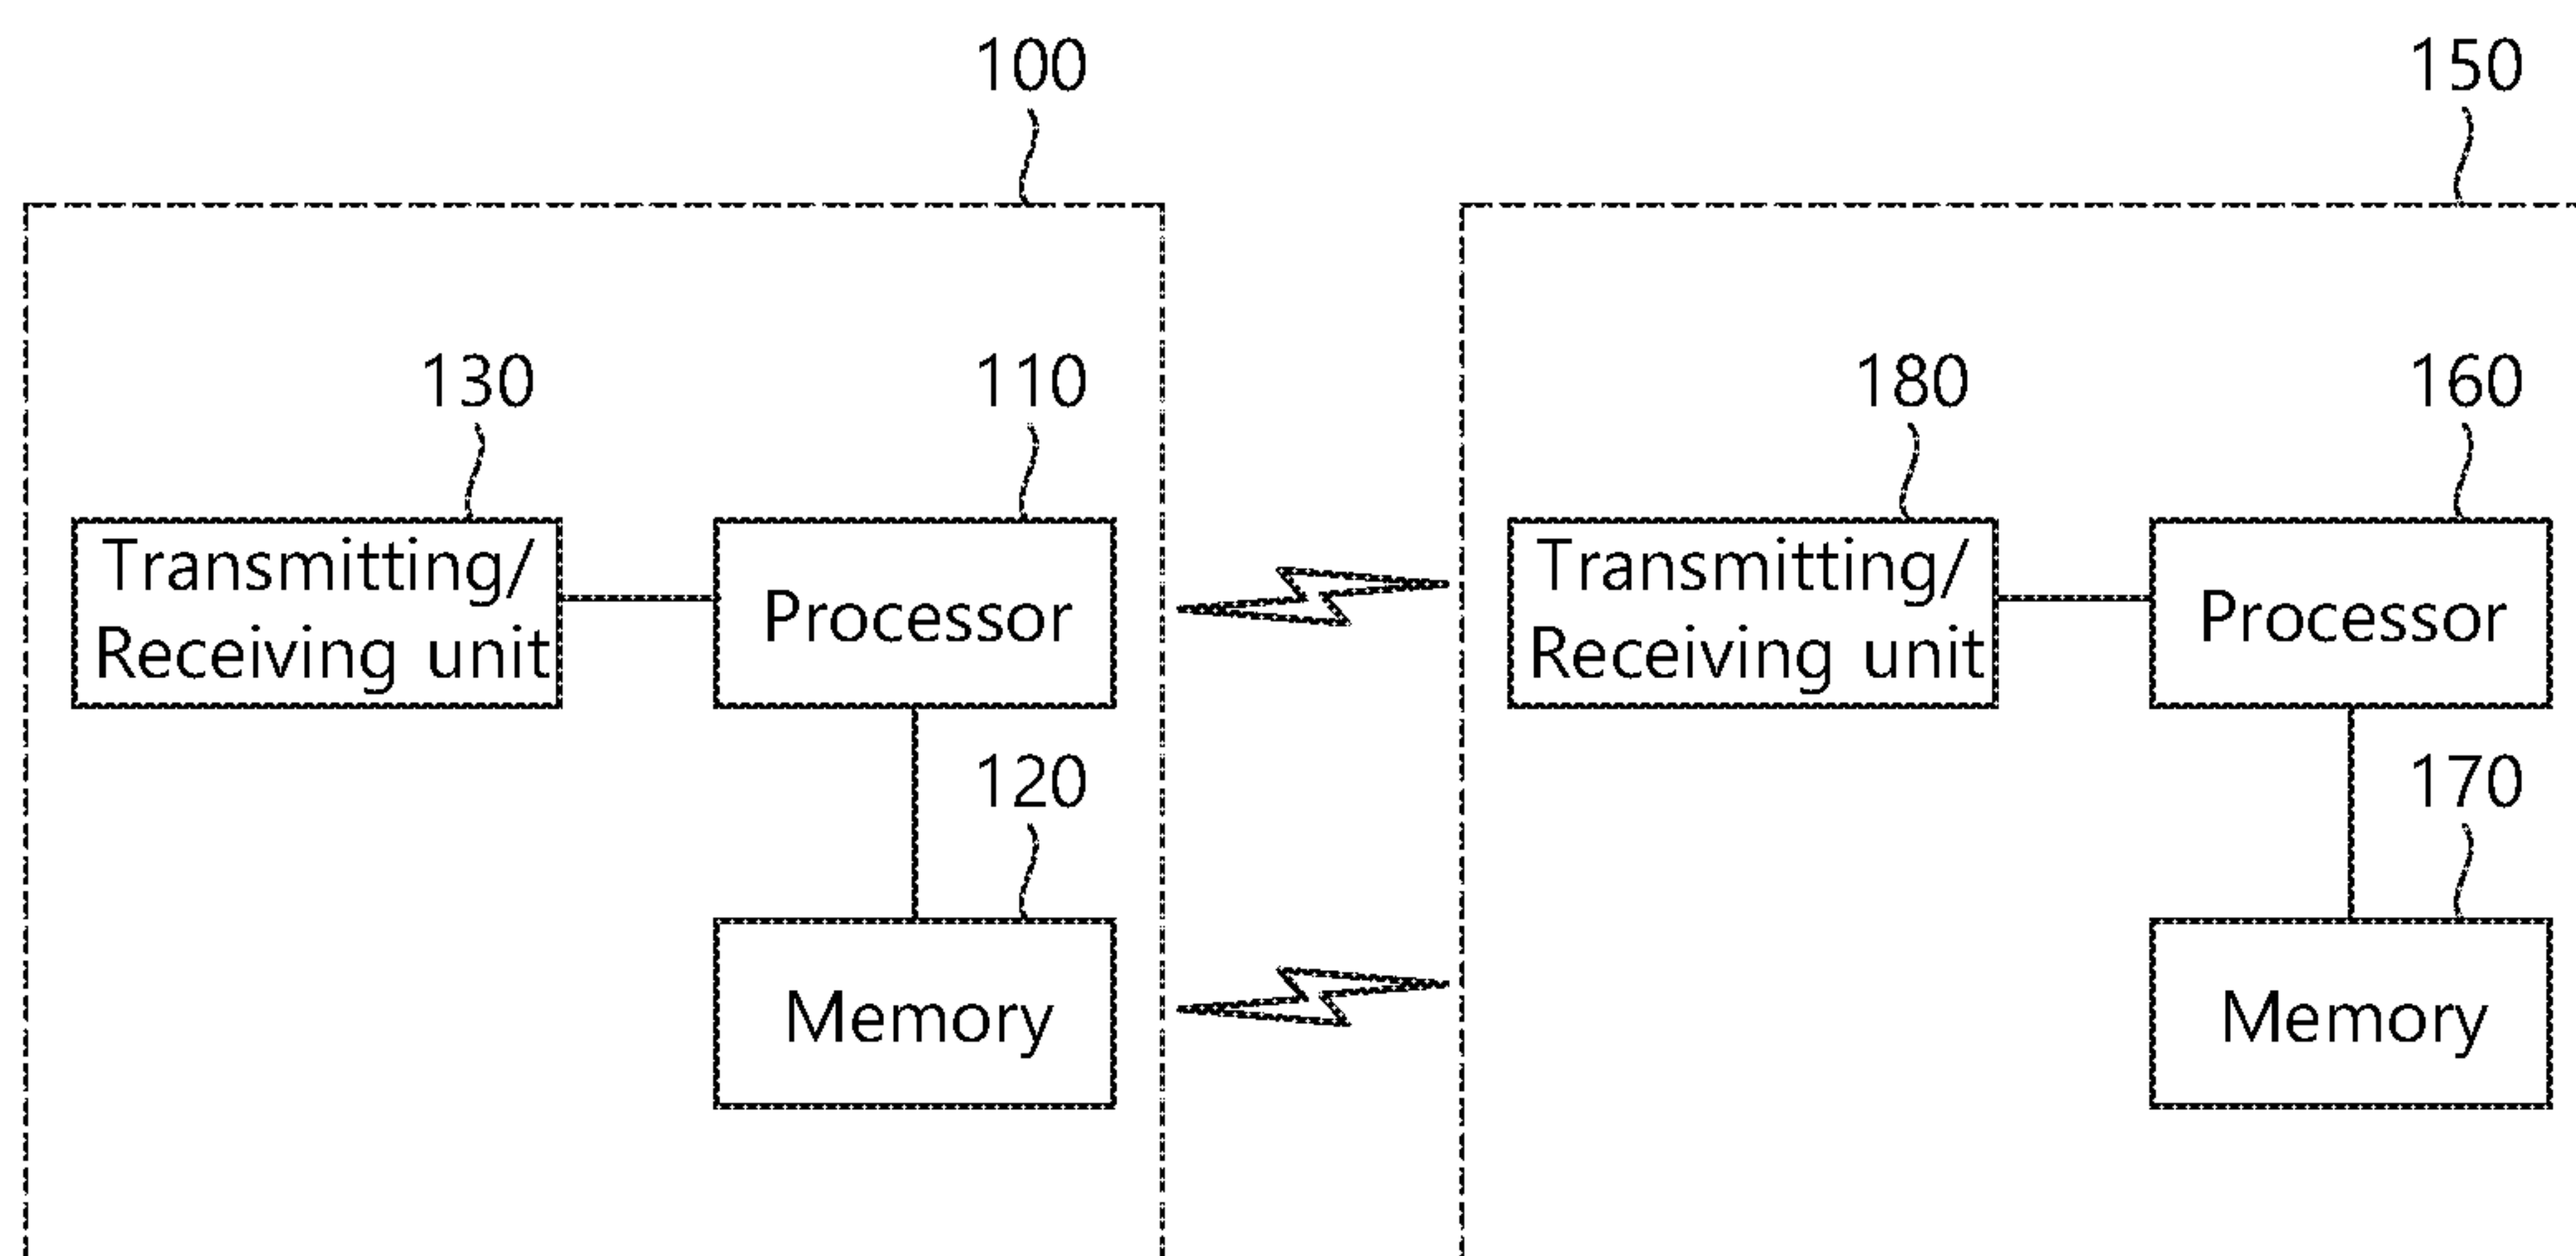 100
150
130
110
180
160
Transmitting/
Receiving unit
Processor
Transmitting/
Receiving unit
Processor
120
170
Memory
Memory